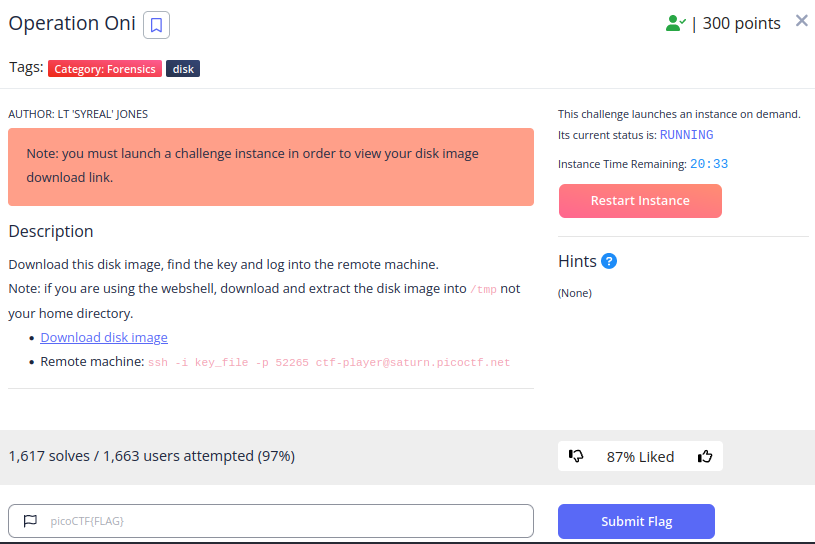 Operation Oni
| 300 points
Tags: Category: Forensics disk
AUTHOR: LT 'SYREAL' JONES
Note: you must launch a challenge instance in order to view your disk image
download link.
Description
Download this disk image, find the key and log into the remote machine.
Note: if you are using the webshell, download and extract the disk image into /tmp not
your home directory.
• Download disk image
• Remote machine: ssh -i key_file -p 52265 ctf-player@saturn.picoctf.net
This challenge launches an instance on demand.
Its current status is: RUNNING
Instance Time Remaining: 20:33
Restart Instance
Hints ?
(None)
1,617 solves / 1,663 users attempted (97%)
87% Liked
picoCTF{FLAG}
Submit Flag